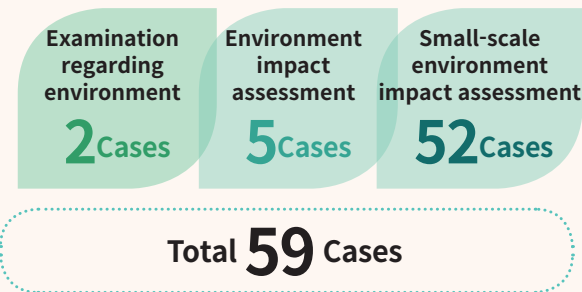 Examination
regarding
environment
2Cases
Environment
impact
assessment
5Cases
Small-scale
environment
impact assessment
52Cases
Total 59 Cases